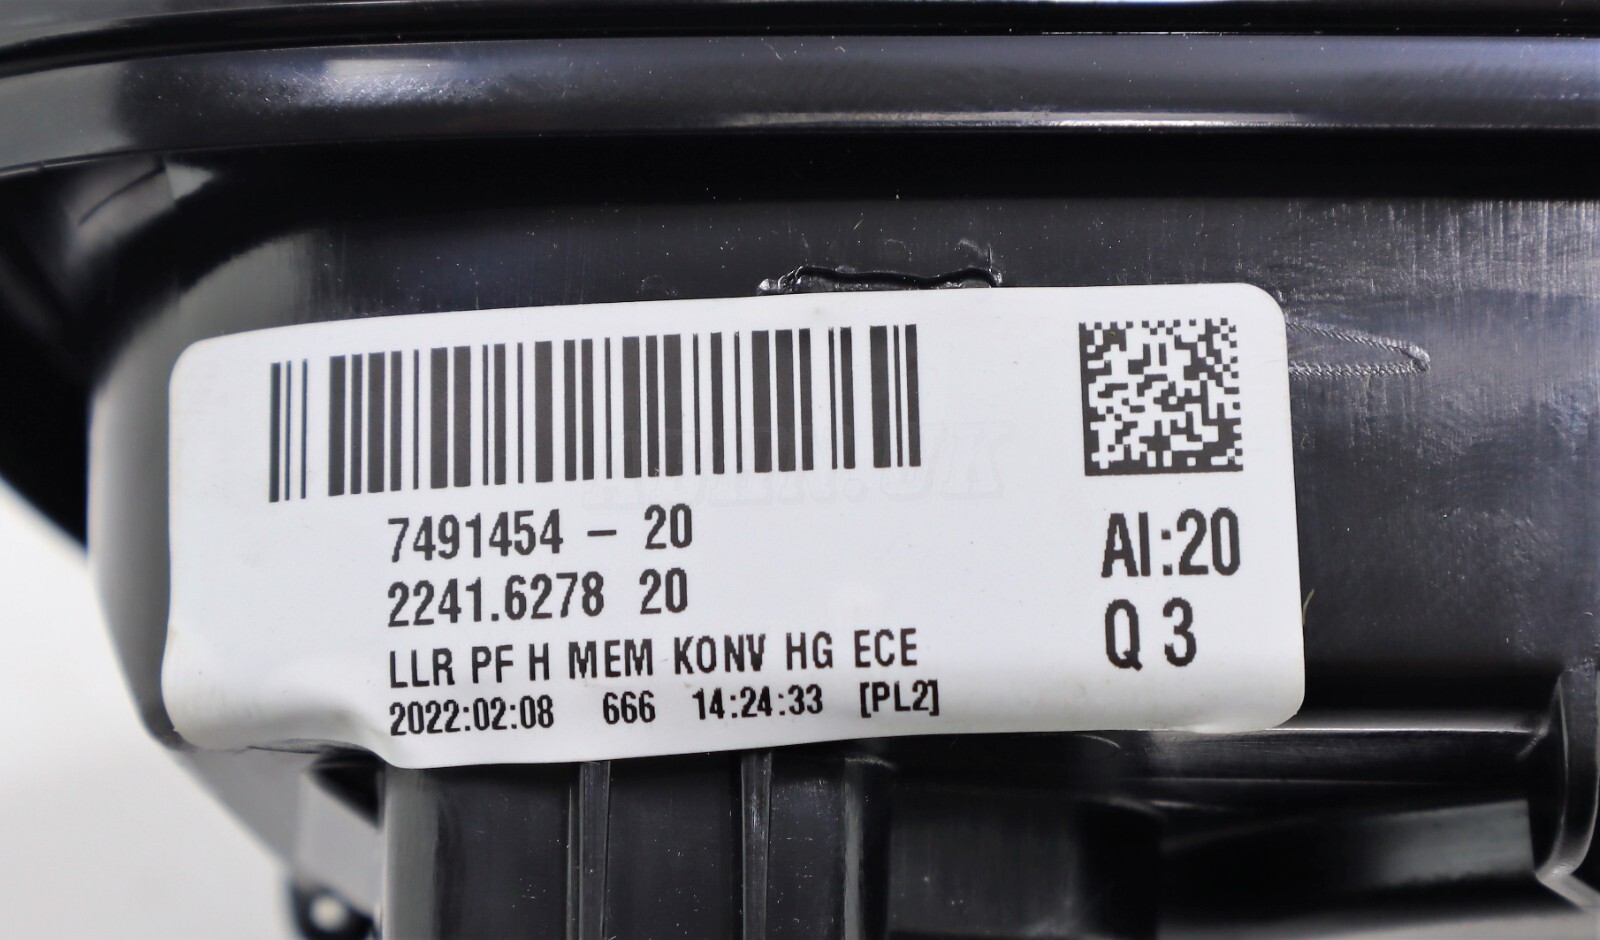 7491454 - 20
2241.6278 20
LLR PF H MEM KONV HG ECE
2022:02:08 666 14:24:33 [PL2]
AI:20
Q 3